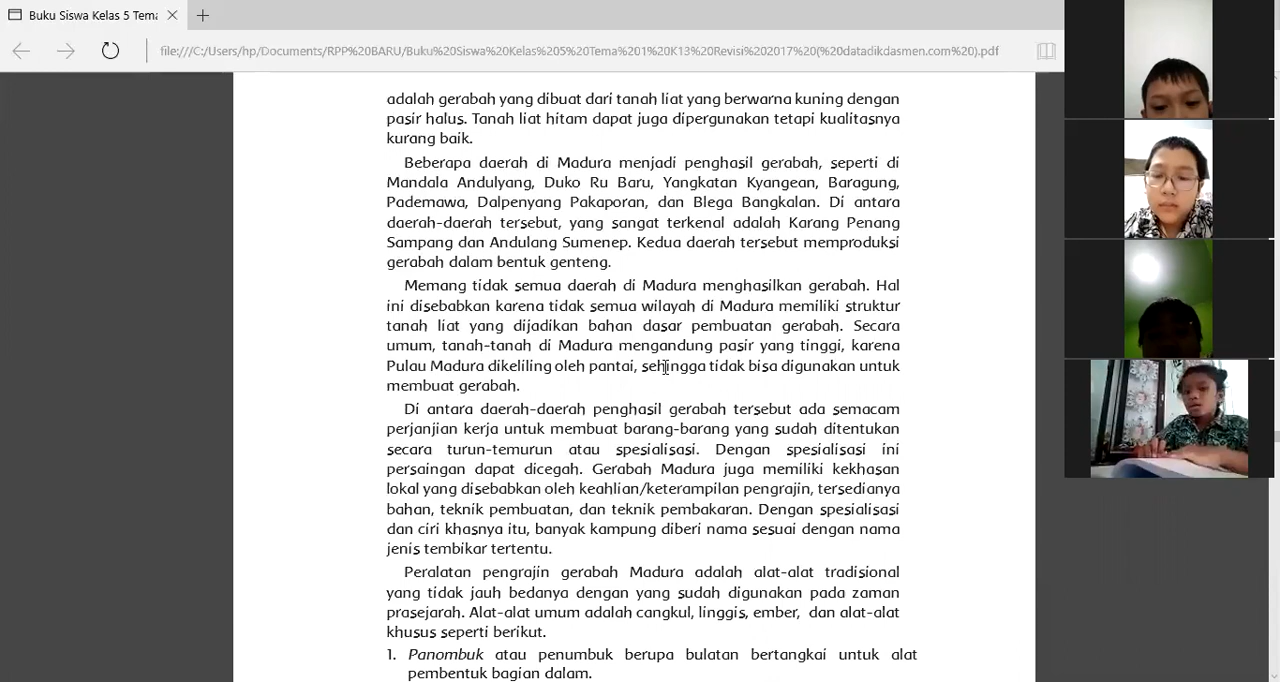 Buku Siswa Kelas 5 Tema
file:///C:/Users/hp/Documents/RPP%20BARU/Buku%20Siswa%20Kelas%205%20Tema%201%20K13%20Revisi%202017%20(%20datadikdasmen.com%20).pdf
adalah gerabah yang dibuat dari tanah liat yang berwarna kuning dengan
pasir halus. Tanah liat hitam dapat juga dipergunakan tetapi kualitasnya
kurang baik.
Beberapa daerah di Madura menjadi penghasil gerabah, seperti di
Mandala Andulyang, Duko Ru Baru, Yangkatan Kyangean, Baragung,
Pademawa, Dalpenyang Pakaporan, dan Blega Bangkalan. Di antara
daerah-daerah tersebut, yang sangat terkenal adalah Karang Penang
Sampang dan Andulang Sumenep. Kedua daerah tersebut memproduksi
gerabah dalam bentuk genteng.
Memang tidak semua daerah di Madura menghasilkan gerabah. Hal
ini disebabkan karena tidak semua wilayah di Madura memiliki struktur
tanah liat yang dijadikan bahan dasar pembuatan gerabah. Secara
umum, tanah-tanah di Madura mengandung pasir yang tinggi, karena
Pulau Madura dikeliling oleh pantai, sehingga tidak bisa digunakan untuk
membuat gerabah.
Di antara daerah-daerah penghasil gerabah tersebut ada semacam
perjanjian kerja untuk membuat barang-barang yang sudah ditentukan
secara turun-temurun atau spesialisasi. Dengan spesialisasi ini
persaingan dapat dicegah. Gerabah Madura juga memiliki kekhasan
lokal yang disebabkan oleh keahlian/keterampilan pengrajin, tersedianya
bahan, teknik pembuatan, dan teknik pembakaran. Dengan spesialisasi
dan ciri khasnya itu, banyak kampung diberi nama sesuai dengan nama
jenis tembikar tertentu.
Peralatan pengrajin gerabah Madura adalah alat-alat tradisional
yang tidak jauh bedanya dengan yang sudah digunakan pada zaman
prasejarah. Alat-alat umum adalah cangkul, linggis, ember, dan alat-alat
khusus seperti berikut.
1. Panombuk atau penumbuk berupa bulatan bertangkai untuk alat
pembentuk bagian dalam.